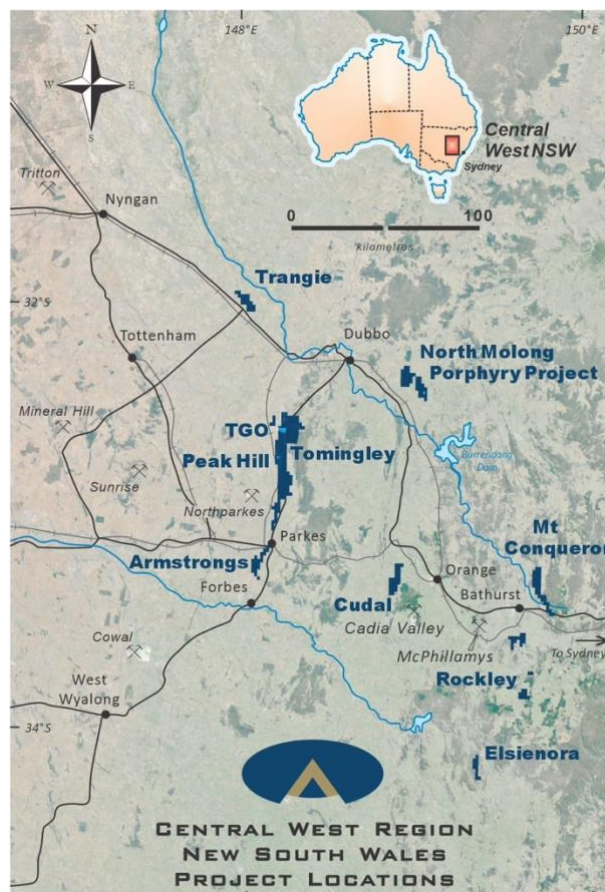 148°E
150°E
N
W
E
S
Central
West NSW
Sydney
Tritton
Nyngan
0
100
kilometres
Trangie
32°S
Dubbo
Tottenham
North Molong
Porphyry Project
Mineral Hill
TGO
Tomingley
Peak Hill
Burrendong
Dam
Sunrise
Northparkes
Parkes
Mt
Conqueror
Armstrongs
Orange
Forbes
Cudal
Bathurst
Cadia Valley
Cowal
McPhillamys
To Sydney
West
Wyalong
Rockley
34°S
Elsienora
Central West Region
New South Wales
Project Locations